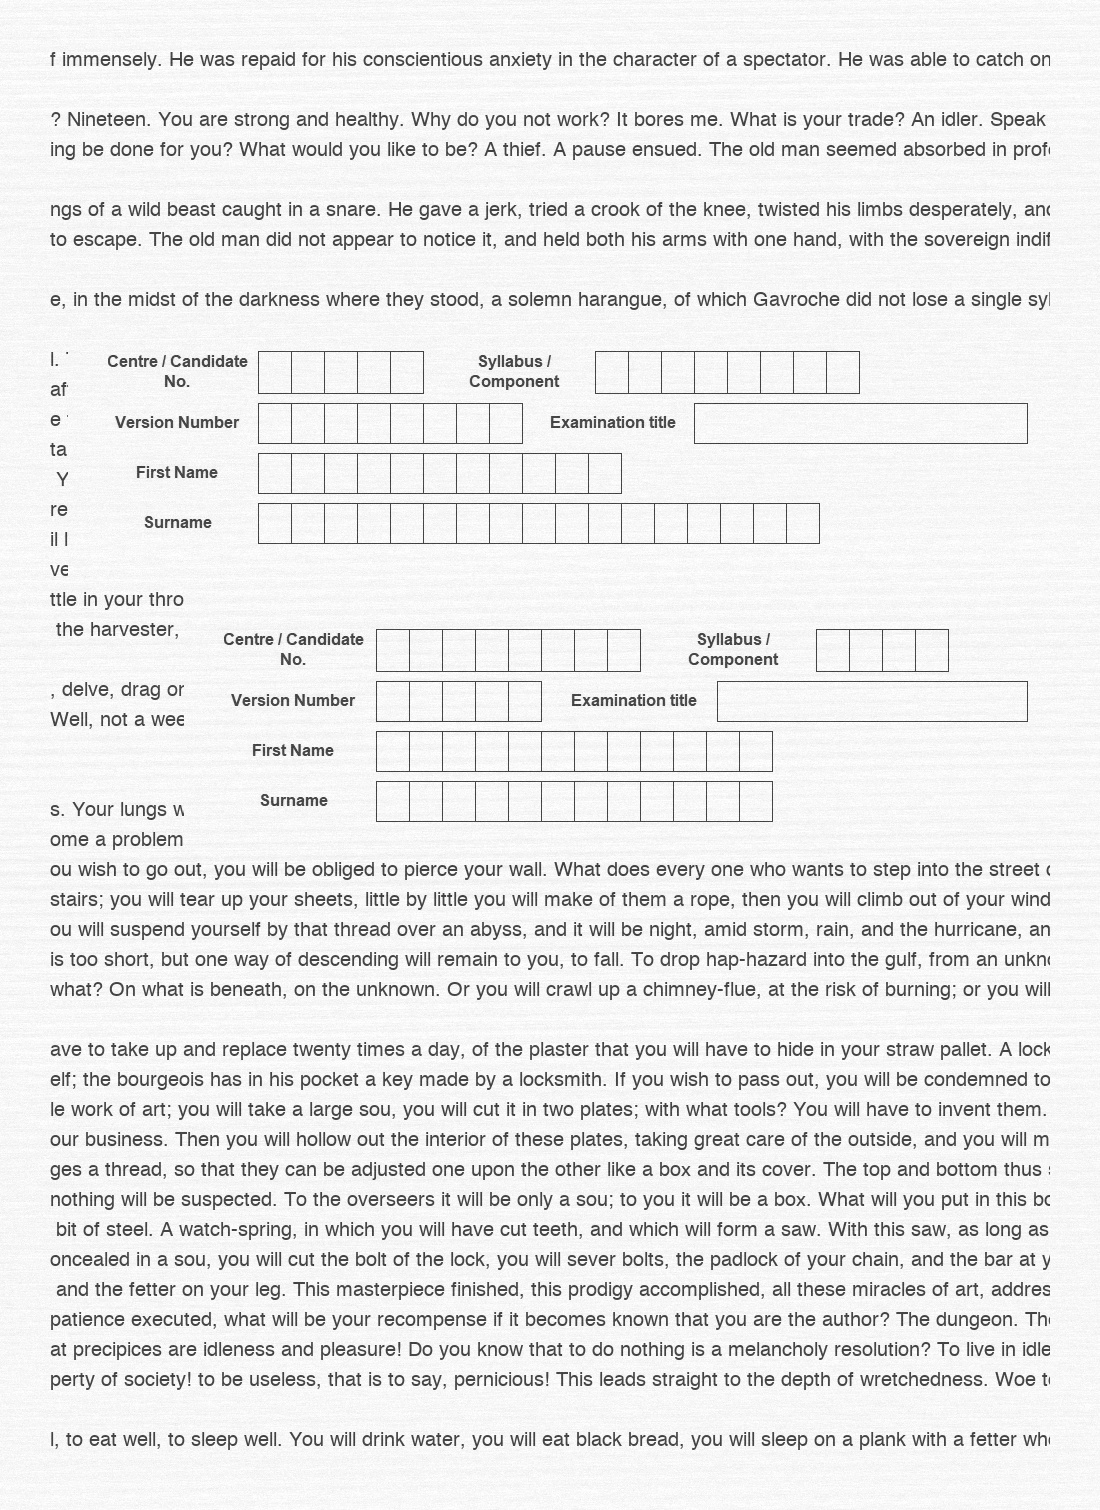 f immensely. He was repaid for his conscientious anxiety in the character of a spectator. He was able to catch on
? Nineteen. You are strong and healthy. Why do you not work? It bores me. What is your trade? An idler. Speak
ing be done for you? What would you like to be? A thief. A pause ensued. The old man seemed absorbed in prof
ngs of a wild beast caught in a snare. He gave a jerk, tried a crook of the knee, twisted his limbs desperately, and
to escape. The old man did not appear to notice it, and held both his arms with one hand, with the sovereign indif
e, in the midst of the darkness where they stood, a solemn harangue, of which Gavroche did not lose a single syl
l.
Centre / Candidate No.
Syllabus / Component
af
e
Version Number
Examination title
ta
Y
First Name
re
Surname
il l
ve
ttle in your thro
the harvester,
Centre / Candidate No.
Syllabus / Component
, delve, drag or
Version Number
Examination title
Well, not a wee
First Name
Surname
s. Your lungs w
ome a problem
ou wish to go out, you will be obliged to pierce your wall. What does every one who wants to step into the street
stairs; you will tear up your sheets, little by little you will make of them a rope, then you will climb out of your wind
ou will suspend yourself by that thread over an abyss, and it will be night, amid storm, rain, and the hurricane, an
is too short, but one way of descending will remain to you, to fall. To drop hap-hazard into the gulf, from an unkno
what? On what is beneath, on the unknown. Or you will crawl up a chimney-flue, at the risk of burning; or you will
ave to take up and replace twenty times a day, of the plaster that you will have to hide in your straw pallet. A lock
elf; the bourgeois has in his pocket a key made by a locksmith. If you wish to pass out, you will be condemned to
le work of art; you will take a large sou, you will cut it in two plates; with what tools? You will have to invent them.
our business. Then you will hollow out the interior of these plates, taking great care of the outside, and you will m
ges a thread, so that they can be adjusted one upon the other like a box and its cover. The top and bottom thus
nothing will be suspected. To the overseers it will be only a sou; to you it will be a box. What will you put in this bo
bit of steel. A watch-spring, in which you will have cut teeth, and which will form a saw. With this saw, as long as
oncealed in a sou, you will cut the bolt of the lock, you will sever bolts, the padlock of your chain, and the bar at y
and the fetter on your leg. This masterpiece finished, this prodigy accomplished, all these miracles of art, addres
patience executed, what will be your recompense if it becomes known that you are the author? The dungeon. The
at precipices are idleness and pleasure! Do you know that to do nothing is a melancholy resolution? To live in idle
perty of society! to be useless, that is to say, pernicious! This leads straight to the depth of wretchedness. Woe t
l, to eat well, to sleep well. You will drink water, you will eat black bread, you will sleep on a plank with a fetter wh